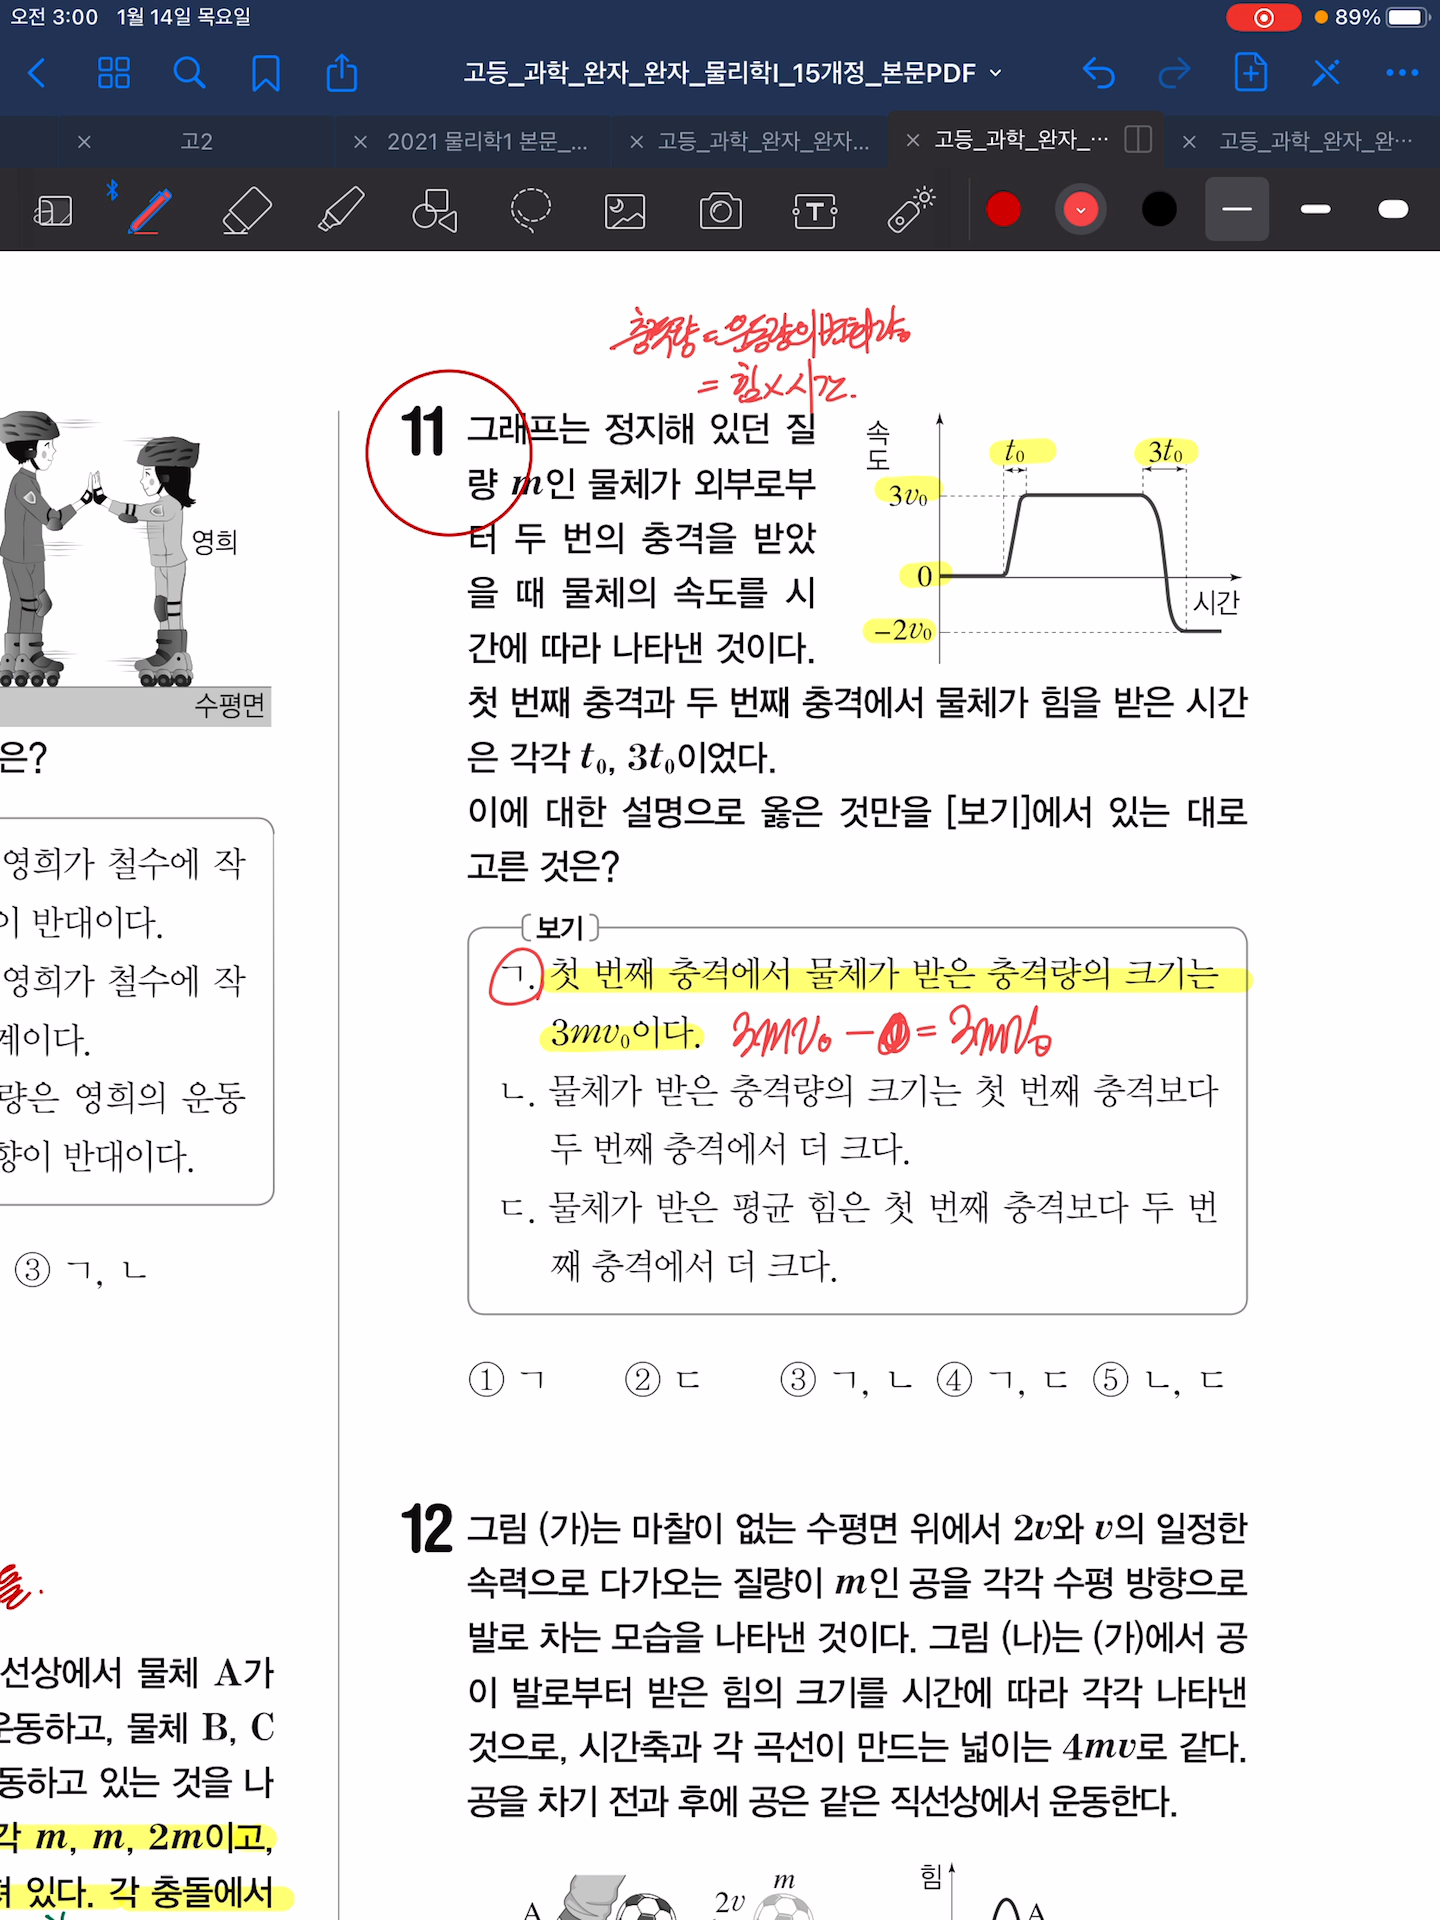 오전 3:00 1월 14일 목요일
89%
고등_과학_완자_완자_물리학I_15개정_본문PDF
고2
2021 물리학1 본문_...
고등_과학_완자_완자...
고등_과학_완자_...
고등_과학_완자_완...
충격량 = 운동량의 변화량
= 힘×시간.
영희
수평면
은?
영희가 철수에 작
이 반대이다.
영희가 철수에 작
계이다.
량은 영희의 운동
향이 반대이다.
③ ㄱ, ㄴ
을.
선상에서 물체 A가
운동하고, 물체 B, C
동하고 있는 것을 나
각 m, m, 2m이고,
져 있다. 각 충돌에서
11 그래프는 정지해 있던 질
량 m인 물체가 외부로부
터 두 번의 충격을 받았
을 때 물체의 속도를 시
간에 따라 나타낸 것이다.
속도
t₀
3t₀
3v₀
0
시간
-2v₀
첫 번째 충격과 두 번째 충격에서 물체가 힘을 받은 시간
은 각각 t₀, 3t₀이었다.
이에 대한 설명으로 옳은 것만을 [보기]에서 있는 대로
고른 것은?
보기
ㄱ. 첫 번째 충격에서 물체가 받은 충격량의 크기는
3mv₀이다. 3mv₀ - 0 = 3mv₀
ㄴ. 물체가 받은 충격량의 크기는 첫 번째 충격보다
두 번째 충격에서 더 크다.
ㄷ. 물체가 받은 평균 힘은 첫 번째 충격보다 두 번
째 충격에서 더 크다.
① ㄱ ② ㄷ ③ ㄱ, ㄴ ④ ㄱ, ㄷ ⑤ ㄴ, ㄷ
12 그림 (가)는 마찰이 없는 수평면 위에서 2v와 v의 일정한
속력으로 다가오는 질량이 m인 공을 각각 수평 방향으로
발로 차는 모습을 나타낸 것이다. 그림 (나)는 (가)에서 공
이 발로부터 받은 힘의 크기를 시간에 따라 각각 나타낸
것으로, 시간축과 각 곡선이 만드는 넓이는 4mv로 같다.
공을 차기 전과 후에 공은 같은 직선상에서 운동한다.
A
2v
m
힘
A